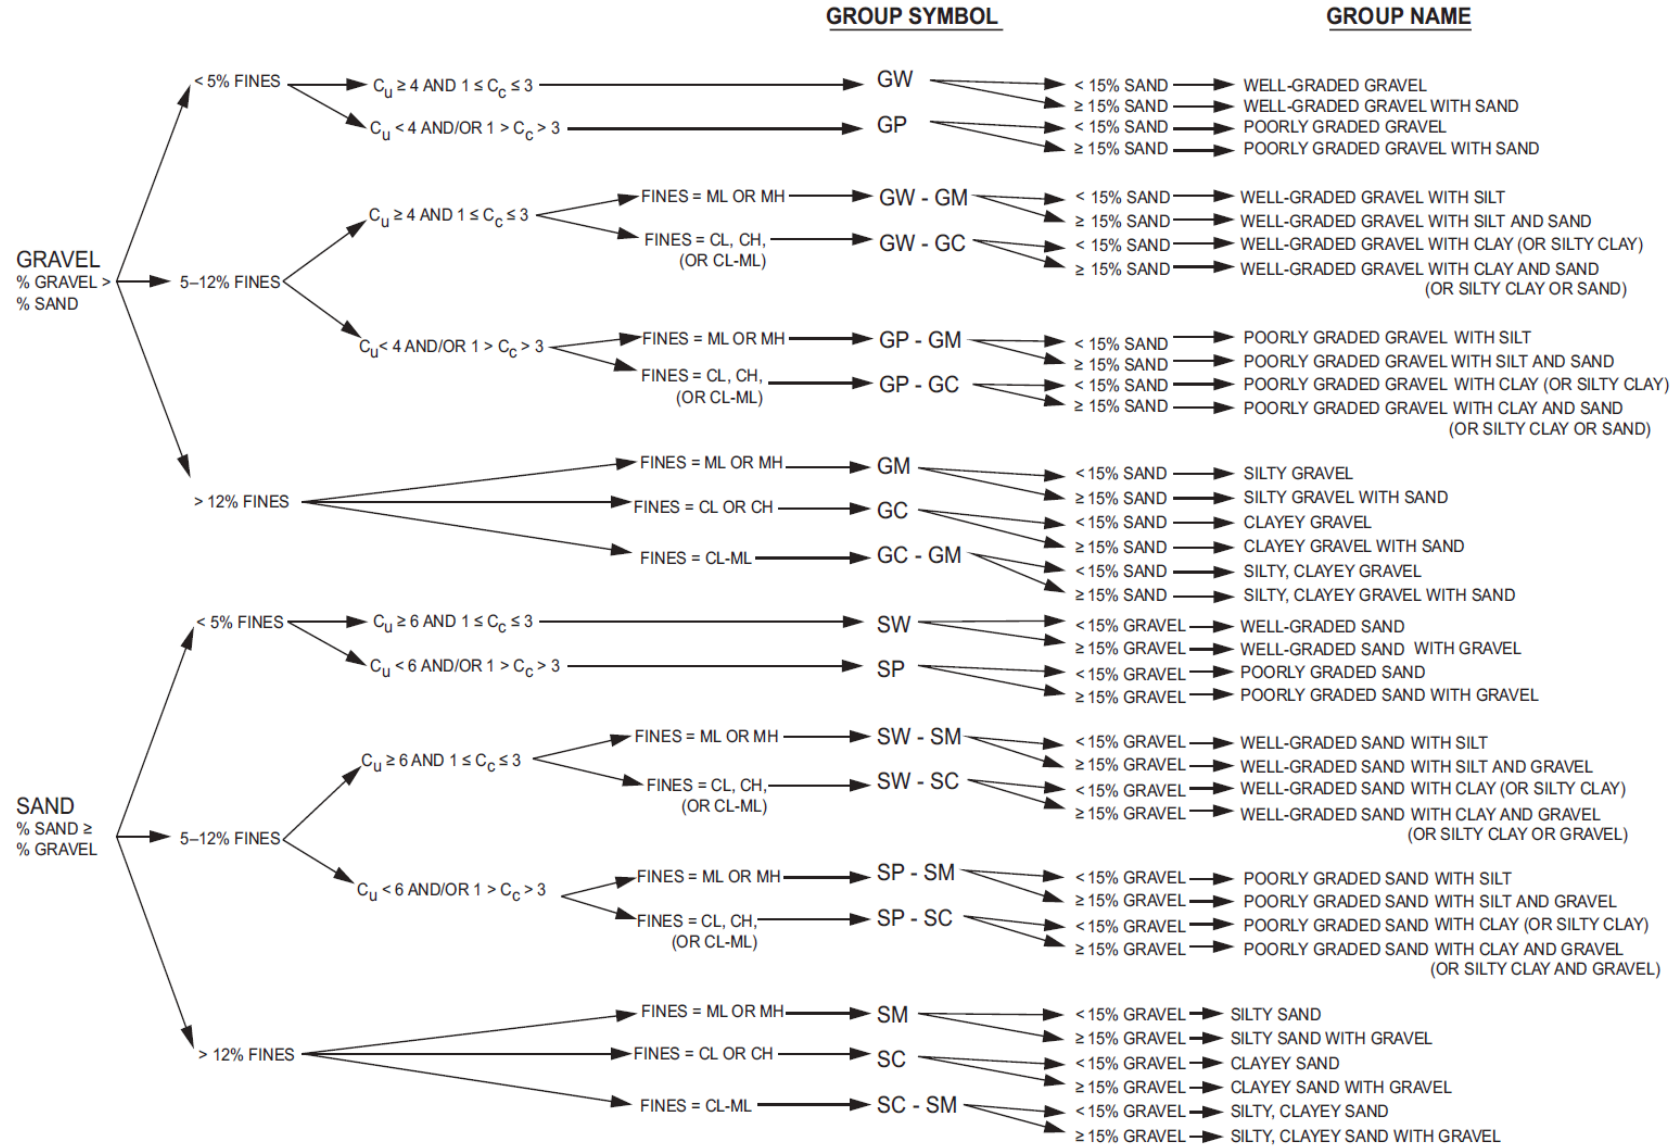 GROUP SYMBOL
GROUP NAME
< 5% FINES
Cu ≥ 4 AND 1 ≤ Cc ≤ 3
GW
< 15% SAND
WELL-GRADED GRAVEL
≥ 15% SAND
WELL-GRADED GRAVEL WITH SAND
Cu < 4 AND/OR 1 > Cc > 3
GP
< 15% SAND
POORLY GRADED GRAVEL
≥ 15% SAND
POORLY GRADED GRAVEL WITH SAND
GRAVEL
% GRAVEL >
% SAND
5–12% FINES
Cu ≥ 4 AND 1 ≤ Cc ≤ 3
FINES = ML OR MH
GW - GM
< 15% SAND
WELL-GRADED GRAVEL WITH SILT
≥ 15% SAND
WELL-GRADED GRAVEL WITH SILT AND SAND
FINES = CL, CH,
(OR CL-ML)
GW - GC
< 15% SAND
WELL-GRADED GRAVEL WITH CLAY (OR SILTY CLAY)
≥ 15% SAND
WELL-GRADED GRAVEL WITH CLAY AND SAND
(OR SILTY CLAY OR SAND)
Cu < 4 AND/OR 1 > Cc > 3
FINES = ML OR MH
GP - GM
< 15% SAND
POORLY GRADED GRAVEL WITH SILT
≥ 15% SAND
POORLY GRADED GRAVEL WITH SILT AND SAND
FINES = CL, CH,
(OR CL-ML)
GP - GC
< 15% SAND
POORLY GRADED GRAVEL WITH CLAY (OR SILTY CLAY)
≥ 15% SAND
POORLY GRADED GRAVEL WITH CLAY AND SAND
(OR SILTY CLAY OR SAND)
> 12% FINES
FINES = ML OR MH
GM
< 15% SAND
SILTY GRAVEL
≥ 15% SAND
SILTY GRAVEL WITH SAND
FINES = CL OR CH
GC
< 15% SAND
CLAYEY GRAVEL
≥ 15% SAND
CLAYEY GRAVEL WITH SAND
FINES = CL-ML
GC - GM
< 15% SAND
SILTY, CLAYEY GRAVEL
≥ 15% SAND
SILTY, CLAYEY GRAVEL WITH SAND
< 5% FINES
Cu ≥ 6 AND 1 ≤ Cc ≤ 3
SW
< 15% GRAVEL
WELL-GRADED SAND
≥ 15% GRAVEL
WELL-GRADED SAND WITH GRAVEL
Cu < 6 AND/OR 1 > Cc > 3
SP
< 15% GRAVEL
POORLY GRADED SAND
≥ 15% GRAVEL
POORLY GRADED SAND WITH GRAVEL
SAND
% SAND ≥
% GRAVEL
5–12% FINES
Cu ≥ 6 AND 1 ≤ Cc ≤ 3
FINES = ML OR MH
SW - SM
< 15% GRAVEL
WELL-GRADED SAND WITH SILT
≥ 15% GRAVEL
WELL-GRADED SAND WITH SILT AND GRAVEL
FINES = CL, CH,
(OR CL-ML)
SW - SC
< 15% GRAVEL
WELL-GRADED SAND WITH CLAY (OR SILTY CLAY)
≥ 15% GRAVEL
WELL-GRADED SAND WITH CLAY AND GRAVEL
(OR SILTY CLAY OR GRAVEL)
Cu < 6 AND/OR 1 > Cc > 3
FINES = ML OR MH
SP - SM
< 15% GRAVEL
POORLY GRADED SAND WITH SILT
≥ 15% GRAVEL
POORLY GRADED SAND WITH SILT AND GRAVEL
FINES = CL, CH,
(OR CL-ML)
SP - SC
< 15% GRAVEL
POORLY GRADED SAND WITH CLAY (OR SILTY CLAY)
≥ 15% GRAVEL
POORLY GRADED SAND WITH CLAY AND GRAVEL
(OR SILTY CLAY AND GRAVEL)
> 12% FINES
FINES = ML OR MH
SM
< 15% GRAVEL
SILTY SAND
≥ 15% GRAVEL
SILTY SAND WITH GRAVEL
FINES = CL OR CH
SC
< 15% GRAVEL
CLAYEY SAND
≥ 15% GRAVEL
CLAYEY SAND WITH GRAVEL
FINES = CL-ML
SC - SM
< 15% GRAVEL
SILTY, CLAYEY SAND
≥ 15% GRAVEL
SILTY, CLAYEY SAND WITH GRAVEL